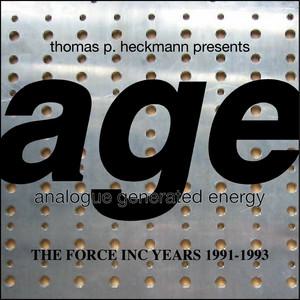 thomas p. heckmann presents
age
analogue generated energy
THE FORCE INC YEARS 1991-1993